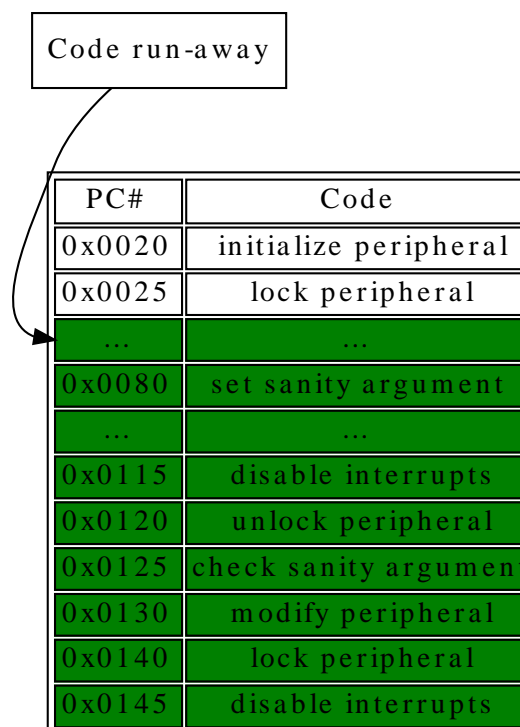 Code run-away
PC# Code
0x0020 initialize peripheral
0x0025 lock peripheral
... ...
0x0080 set sanity argument
... ...
0x0115 disable interrupts
0x0120 unlock peripheral
0x0125 check sanity argument
0x0130 modify peripheral
0x0140 lock peripheral
0x0145 disable interrupts